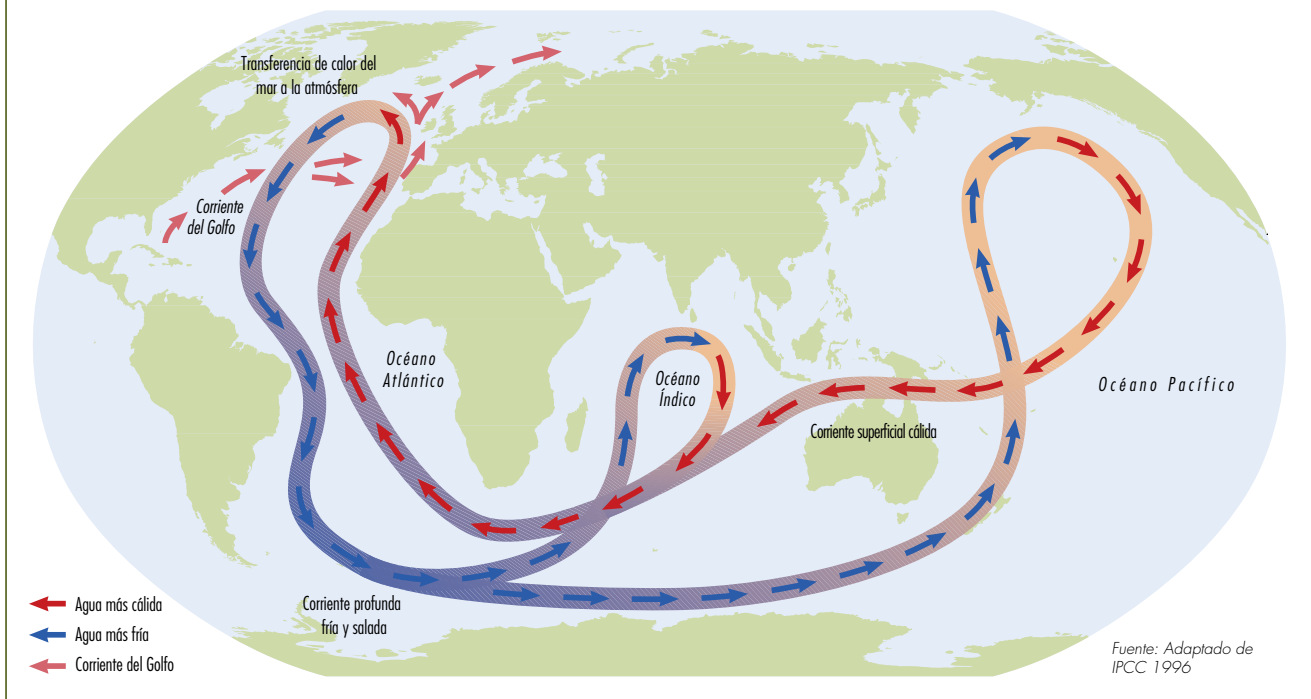 Transferencia de calor del
mar a la atmósfera
Corriente
del Golfo
Océano
Atlántico
Océano
Índico
Océano Pacífico
Corriente superficial cálida
Corriente profunda
fría y salada
Agua más cálida
Agua más fría
Corriente del Golfo
Fuente: Adaptado de
IPCC 1996